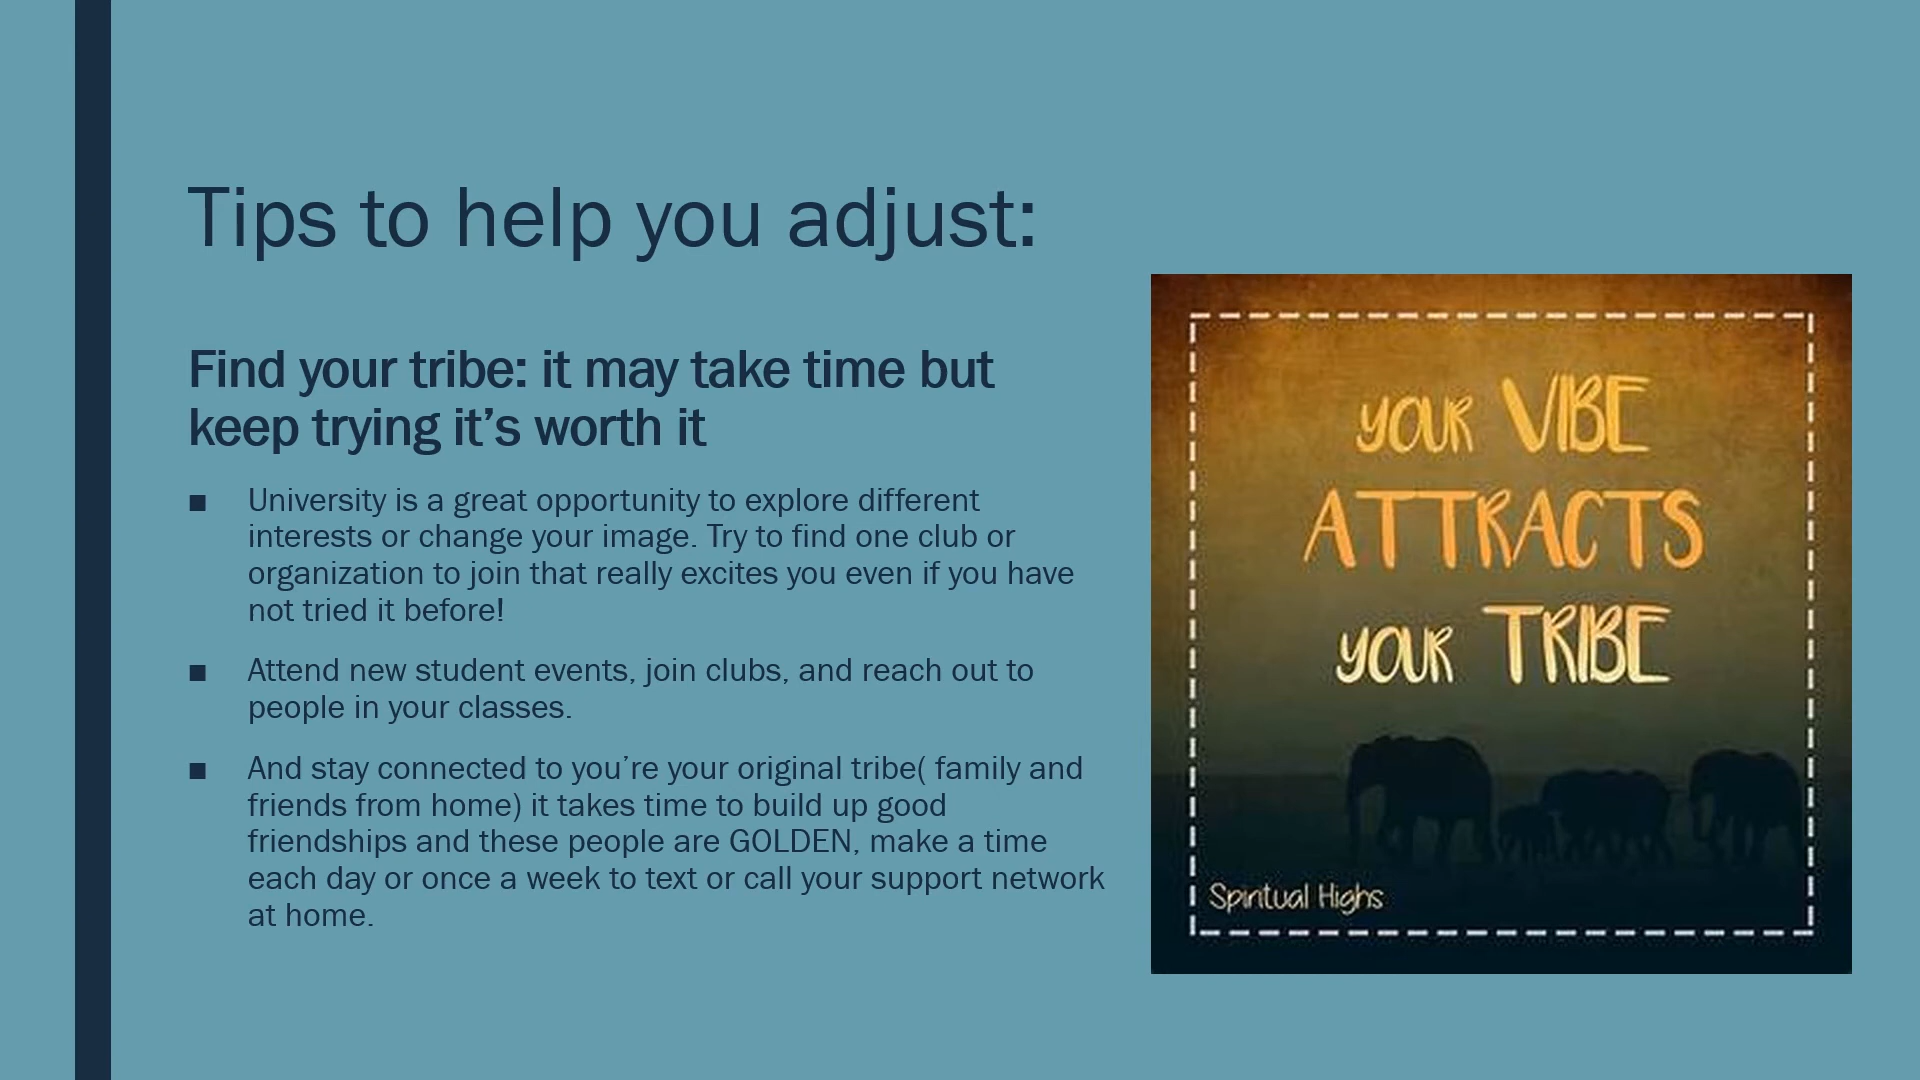 Tips to help you adjust:
Find your tribe: it may take time but
keep trying it’s worth it
■ University is a great opportunity to explore different
interests or change your image. Try to find one club or
organization to join that really excites you even if you have
not tried it before!
■ Attend new student events, join clubs, and reach out to
people in your classes.
■ And stay connected to you’re your original tribe( family and
friends from home) it takes time to build up good
friendships and these people are GOLDEN, make a time
each day or once a week to text or call your support network
at home.
YOUR VIBE
ATTRACTS
YOUR TRIBE
Spiritual Highs